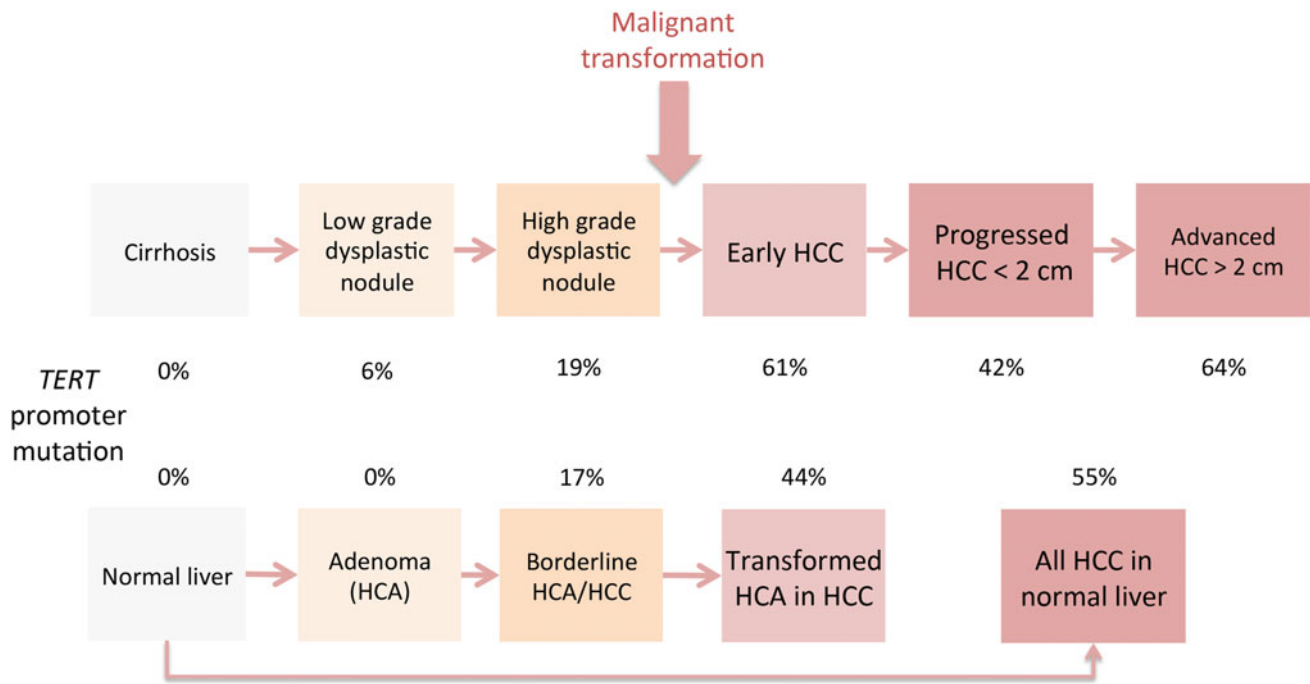 Malignant
transformation
Cirrhosis
Low grade
dysplastic
nodule
High grade
dysplastic
nodule
Early HCC
Progressed
HCC < 2 cm
Advanced
HCC > 2 cm
TERT
promoter
mutation
0%
6%
19%
61%
42%
64%
0%
0%
17%
44%
55%
Normal liver
Adenoma
(HCA)
Borderline
HCA/HCC
Transformed
HCA in HCC
All HCC in
normal liver